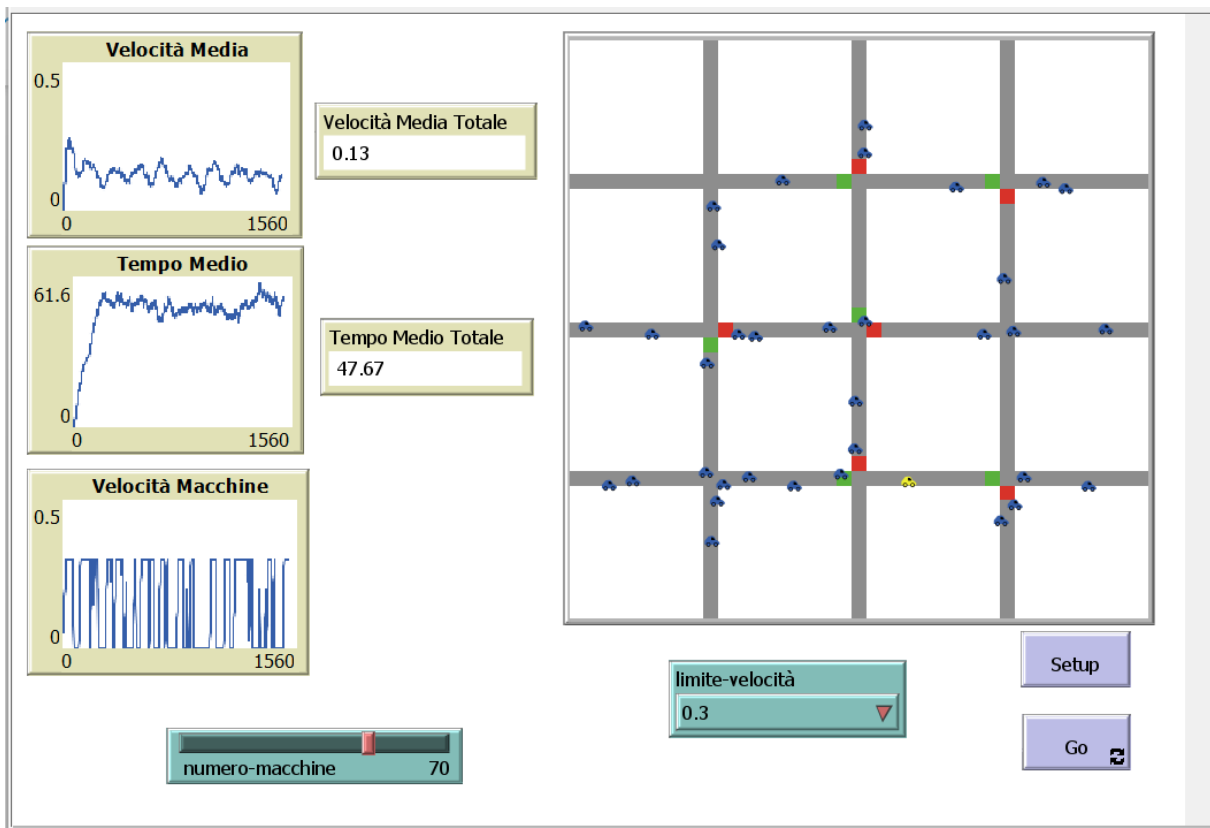 Velocità Media
0.5
0
0
1560
Velocità Media Totale
0.13
Tempo Medio
61.6
0
0
1560
Tempo Medio Totale
47.67
Velocità Macchine
0.5
0
0
1560
numero-macchine
70
limite-velocità
0.3
Setup
Go